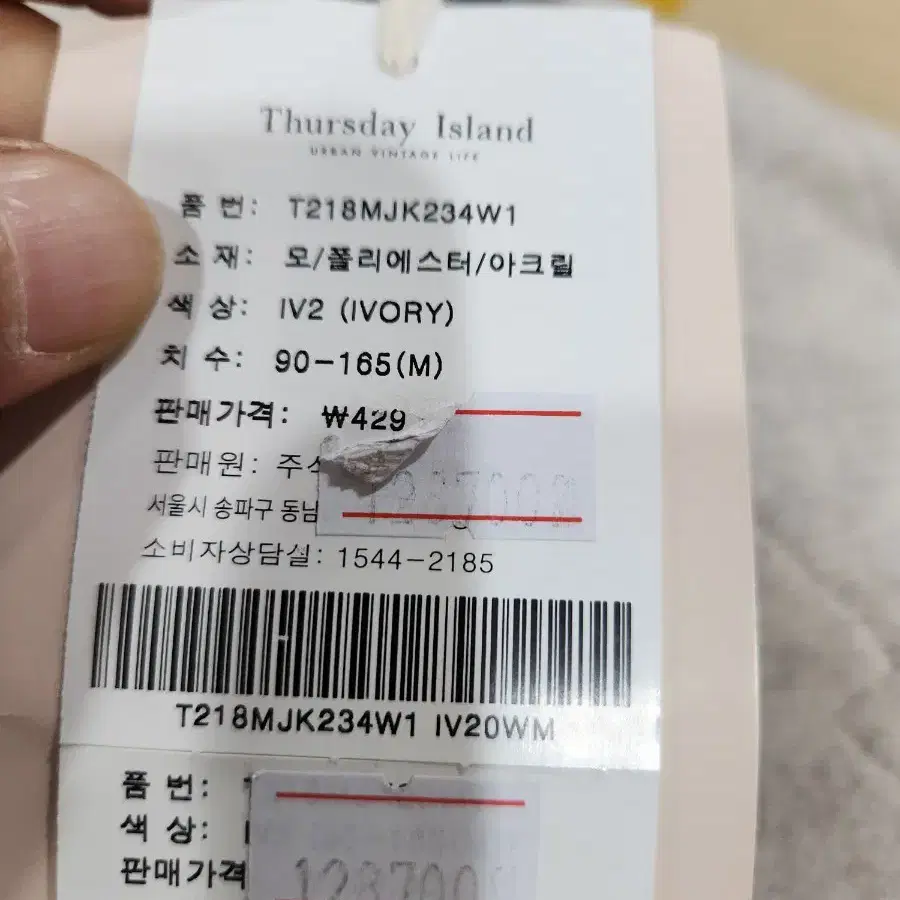 Thursday Island
URBAN VINTAGE LIFE
품 번: T218MJK234W1
소 재: 모/폴리에스터/아크릴
색 상: IV2 (IVORY)
치 수: 90-165(M)
판매가격: ₩429
판매원:
서울시 송파구 동남
소비자상담실: 1544-2185
T218MJK234W1 IV20WM
품 번:
색 상:
판매가격